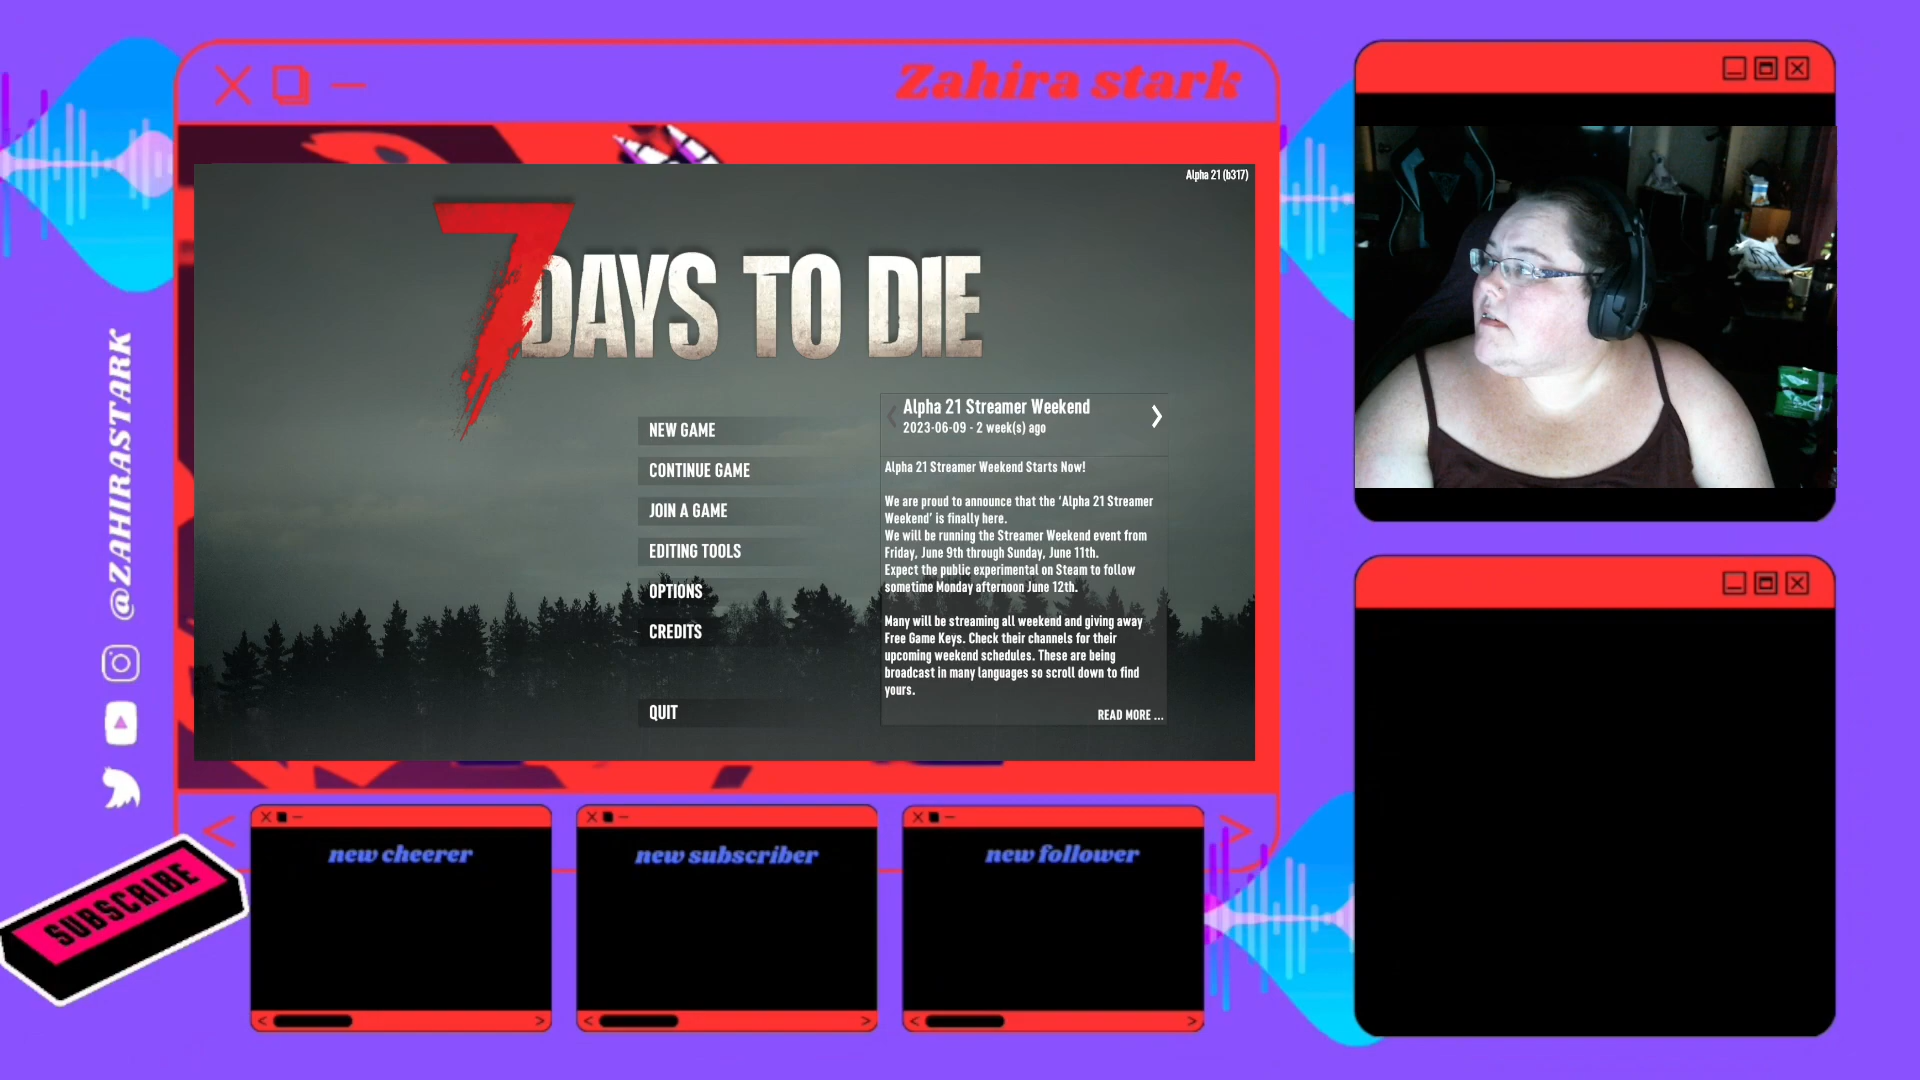 Zahira stark
Alpha 21 (b317)
7 DAYS TO DIE
NEW GAME
CONTINUE GAME
JOIN A GAME
EDITING TOOLS
OPTIONS
CREDITS
QUIT
Alpha 21 Streamer Weekend
2023-06-09 - 2 week(s) ago
Alpha 21 Streamer Weekend Starts Now!
We are proud to announce that the 'Alpha 21 Streamer
Weekend' is finally here.
We will be running the Streamer Weekend event from
Friday, June 9th through Sunday, June 11th.
Expect the public experimental on Steam to follow
sometime Monday afternoon June 12th.
Many will be streaming all weekend and giving away
Free Game Keys. Check their channels for their
upcoming weekend schedules. These are being
broadcast in many languages so scroll down to find
yours.
READ MORE ...
@ZAHIRASTARK
SUBSCRIBE
new cheerer
new subscriber
new follower